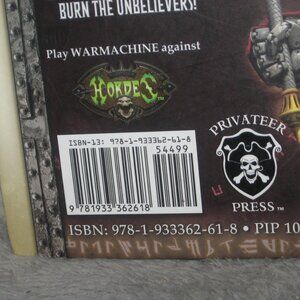 BURN THE UNBELIEVERS!
Play WARMACHINE against
HORDES
ISBN-13: 978-1-933362-61-8
54499
9 781933 362618
PRIVATEER
PRESS™
ISBN: 978-1-933362-61-8 • PIP 10